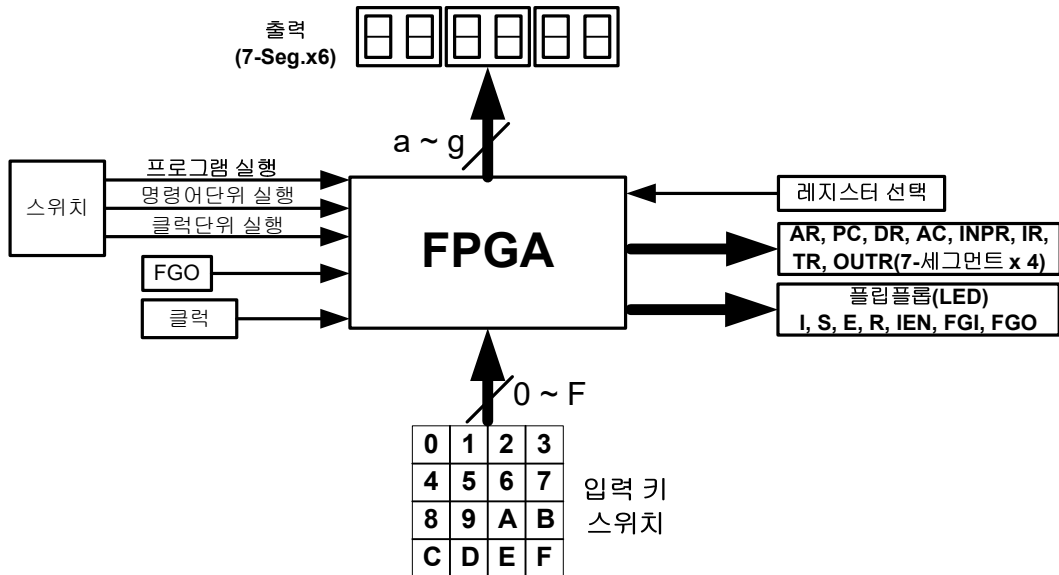 출력
(7-Seg.x6)
a ~ g
스위치
프로그램 실행
명령어단위 실행
클럭단위 실행
FGO
클럭
FPGA
레지스터 선택
AR, PC, DR, AC, INPR, IR,
TR, OUTR(7-세그먼트 x 4)
플립플롭(LED)
I, S, E, R, IEN, FGI, FGO
0 ~ F
0 1 2 3
4 5 6 7
8 9 A B
C D E F
입력 키
스위치